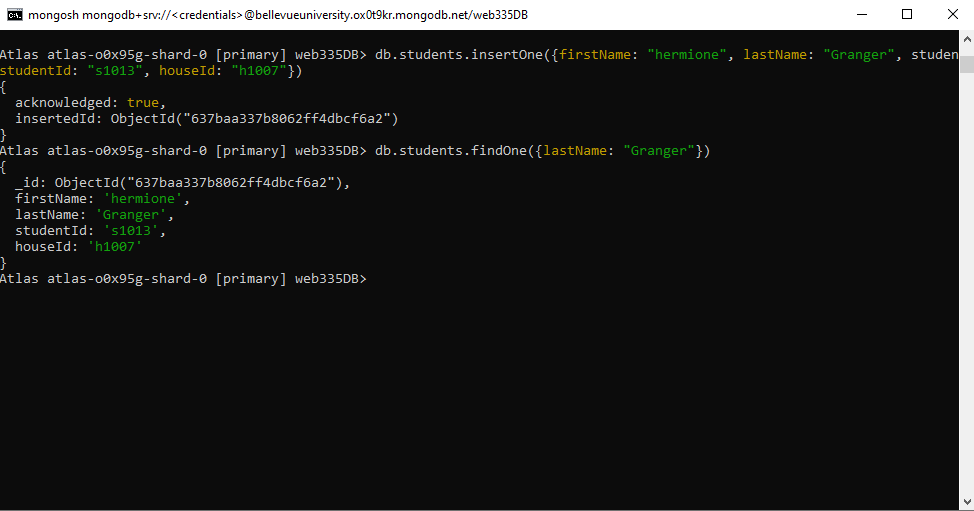 mongosh mongodb+srv://<credentials>@bellevueuniversity.ox0t9kr.mongodb.net/web335DB
Atlas atlas-o0x95g-shard-0 [primary] web335DB> db.students.insertOne({firstName: "hermione", lastName: "Granger", studen
studentId: "s1013", houseId: "h1007"})
{
  acknowledged: true,
  insertedId: ObjectId("637baa337b8062ff4dbcf6a2")
}
Atlas atlas-o0x95g-shard-0 [primary] web335DB> db.students.findOne({lastName: "Granger"})
{
  _id: ObjectId("637baa337b8062ff4dbcf6a2"),
  firstName: 'hermione',
  lastName: 'Granger',
  studentId: 's1013',
  houseId: 'h1007'
}
Atlas atlas-o0x95g-shard-0 [primary] web335DB>